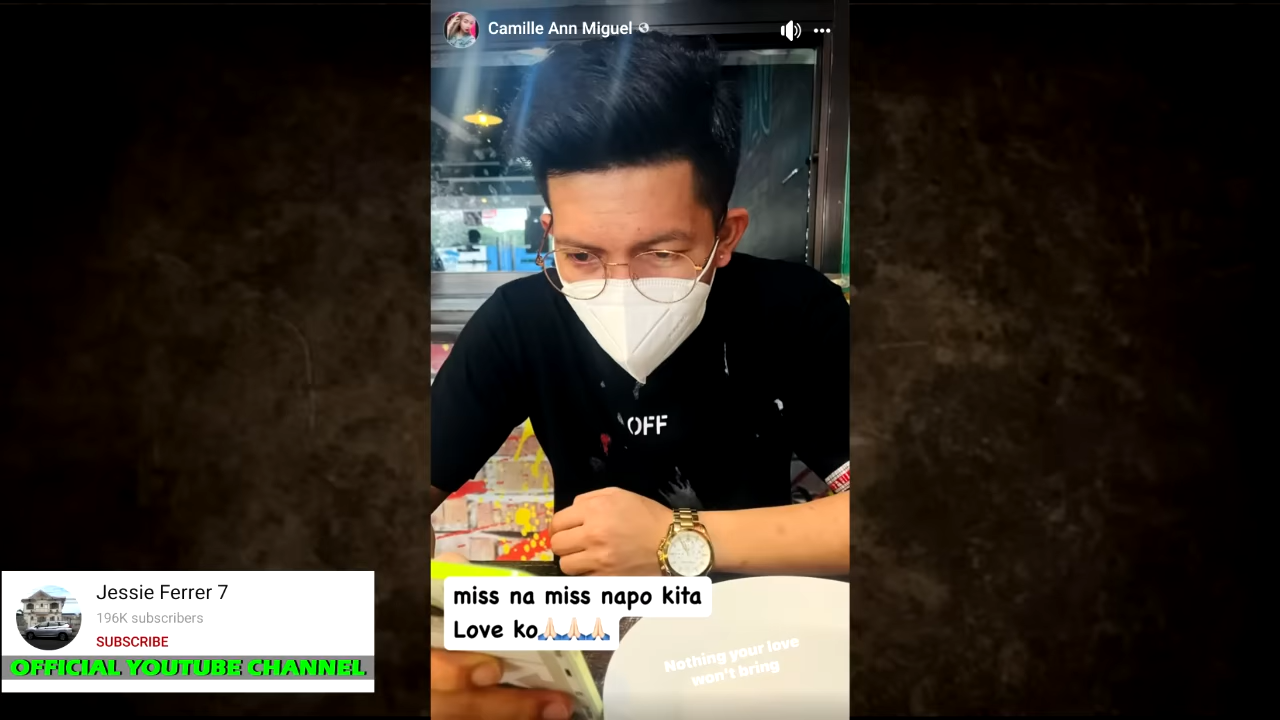 Camille Ann Miguel
OFF
miss na miss napo kita
Love ko🙏🏻🙏🏻🙏🏻
Nothing your love
won't bring
Jessie Ferrer 7
196K subscribers
SUBSCRIBE
OFFICIAL YOUTUBE CHANNEL